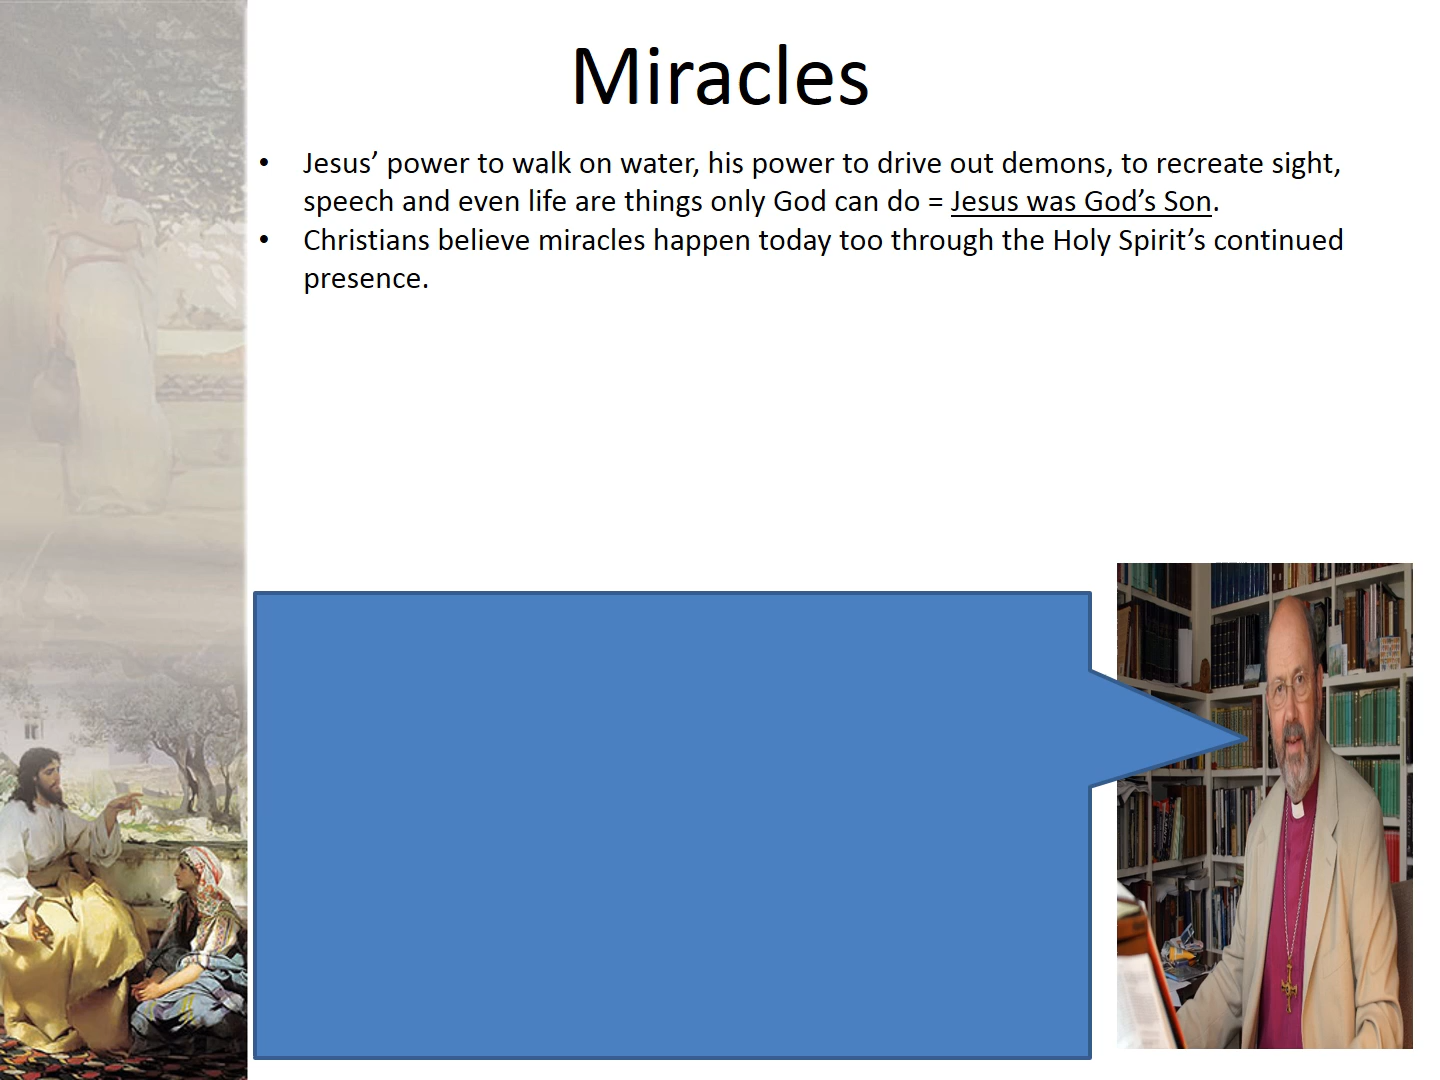 Miracles
• Jesus’ power to walk on water, his power to drive out demons, to recreate sight,
speech and even life are things only God can do = Jesus was God’s Son.
• Christians believe miracles happen today too through the Holy Spirit’s continued
presence.